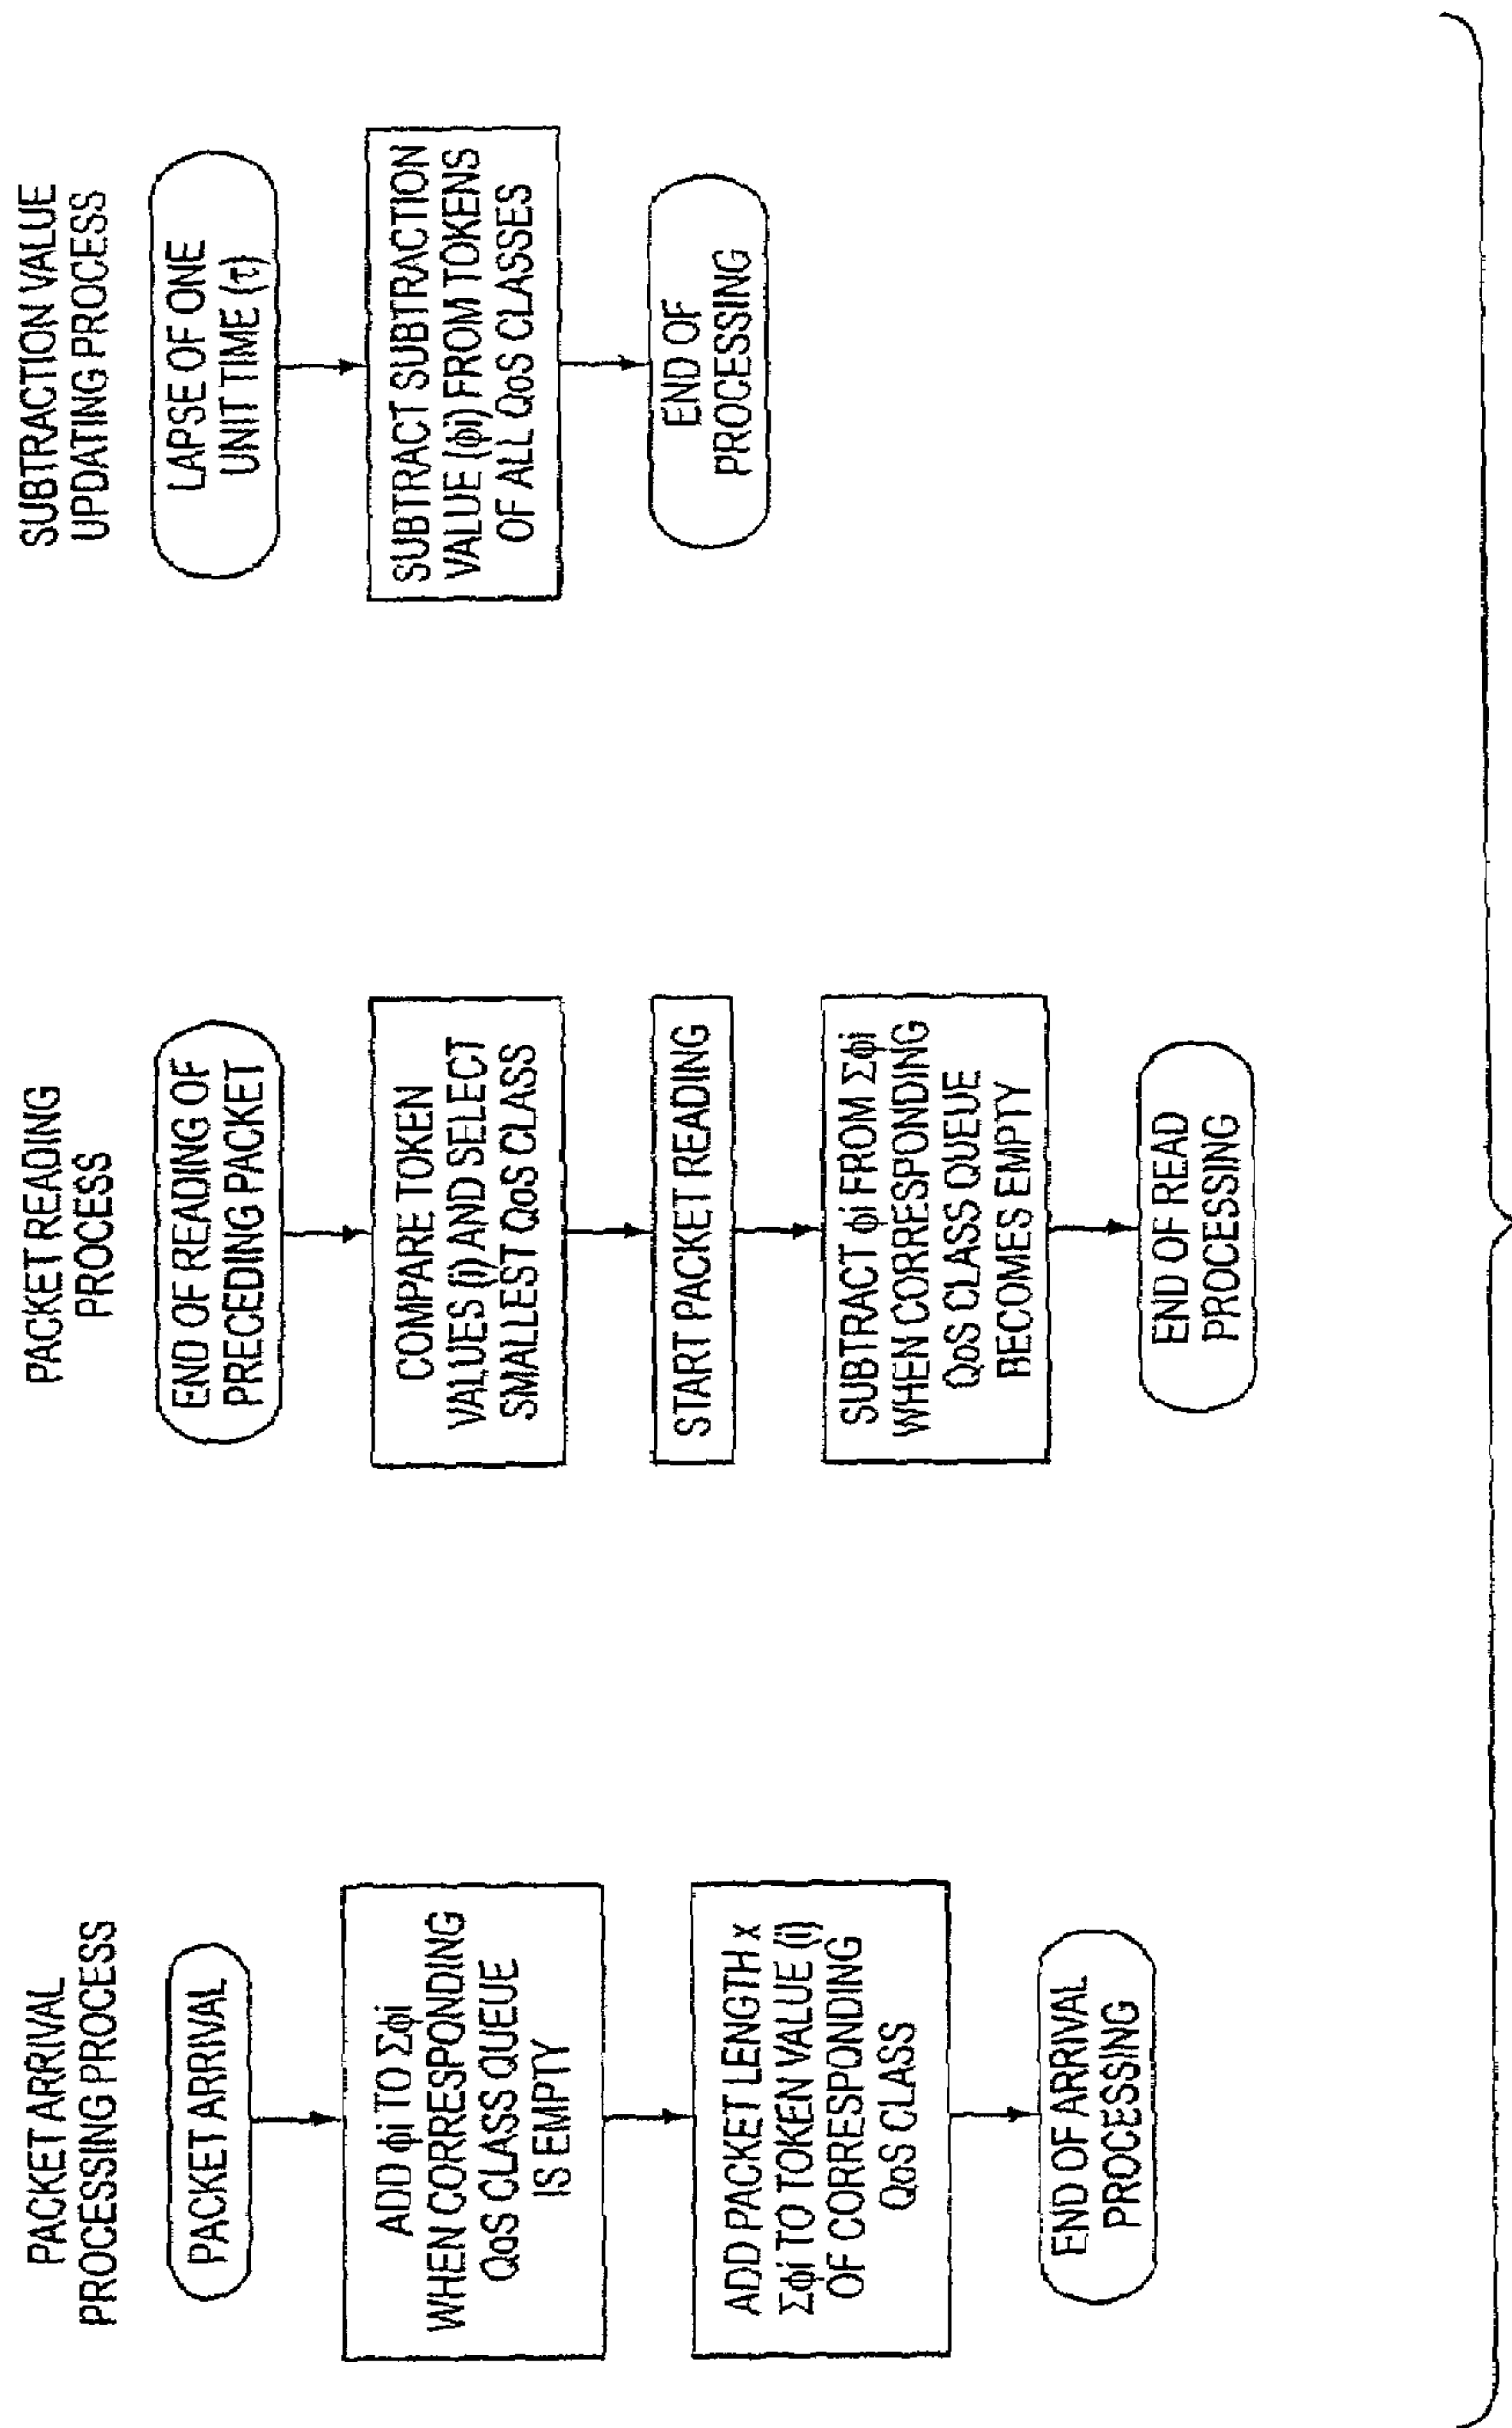 PACKET ARRIVAL
PROCESSING PROCESS
PACKET ARRIVAL
ADD ϕi TO Σϕi
WHEN CORRESPONDING
QoS CLASS QUEUE
IS EMPTY
ADD PACKET LENGTH x
Σϕi TO TOKEN VALUE (i)
OF CORRESPONDING
QoS CLASS
END OF ARRIVAL
PROCESSING
PACKET READING
PROCESS
END OF READING OF
PRECEDING PACKET
COMPARE TOKEN
VALUES (i) AND SELECT
SMALLEST QoS CLASS
START PACKET READING
SUBTRACT ϕi FROM Σϕi
WHEN CORRESPONDING
QoS CLASS QUEUE
BECOMES EMPTY
END OF READ
PROCESSING
SUBTRACTION VALUE
UPDATING PROCESS
LAPSE OF ONE
UNIT TIME (τ)
SUBTRACT SUBTRACTION
VALUE (ϕi) FROM TOKENS
OF ALL QoS CLASSES
END OF
PROCESSING